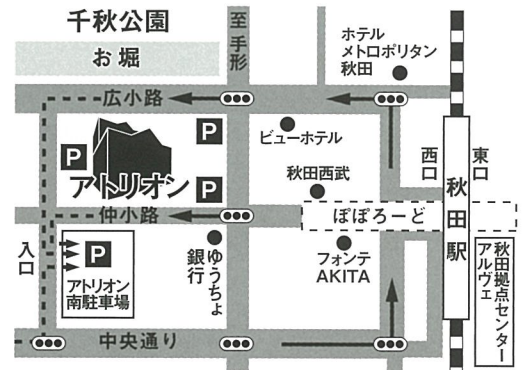 千秋公園
お堀
至手形
ホテル
メトロポリタン
秋田
広小路
P
ビューホテル
P
アトリオン
P
秋田西武
西口
東口
秋田駅
仲小路
ぽぽろーど
入口
P
アトリオン
南駐車場
ゆうちょ
銀行
フォンテ
AKITA
秋田拠点センター
アルヴェ
中央通り